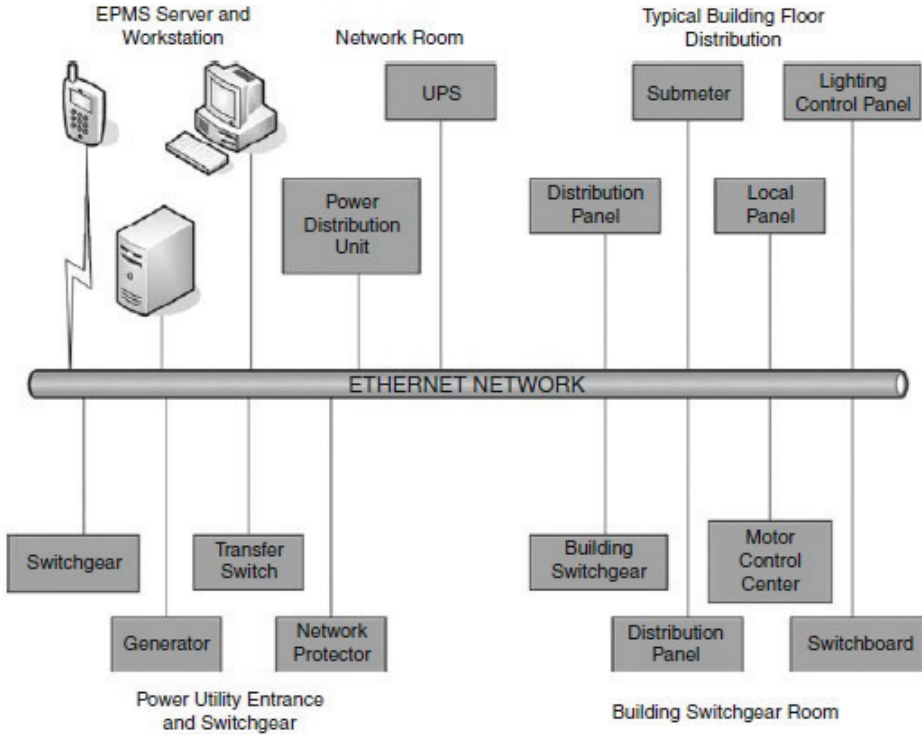 EPMS Server and
Workstation
Network Room
Typical Building Floor
Distribution
UPS
Submeter
Lighting
Control Panel
Power
Distribution
Unit
Distribution
Panel
Local
Panel
ETHERNET NETWORK
Switchgear
Transfer
Switch
Building
Switchgear
Motor
Control
Center
Generator
Network
Protector
Distribution
Panel
Switchboard
Power Utility Entrance
and Switchgear
Building Switchgear Room